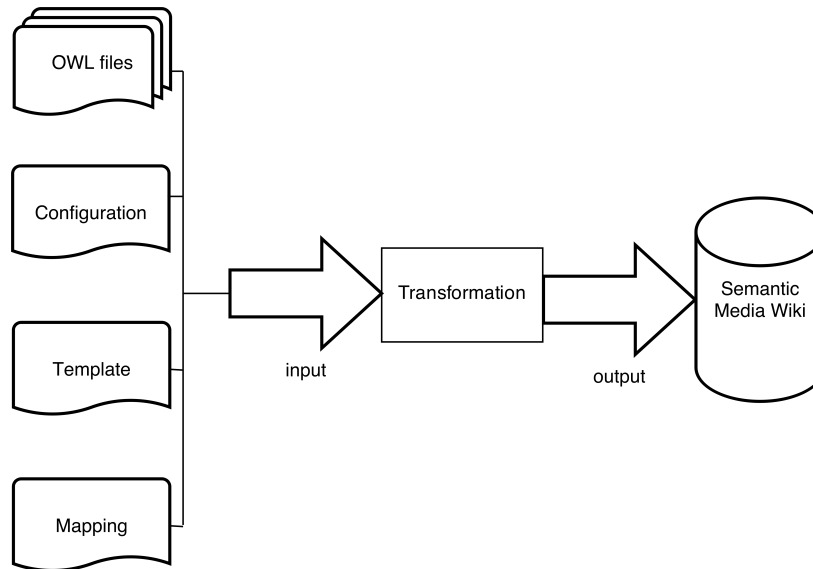 OWL files
Configuration
Template
Mapping
input
Transformation
output
Semantic
Media Wiki